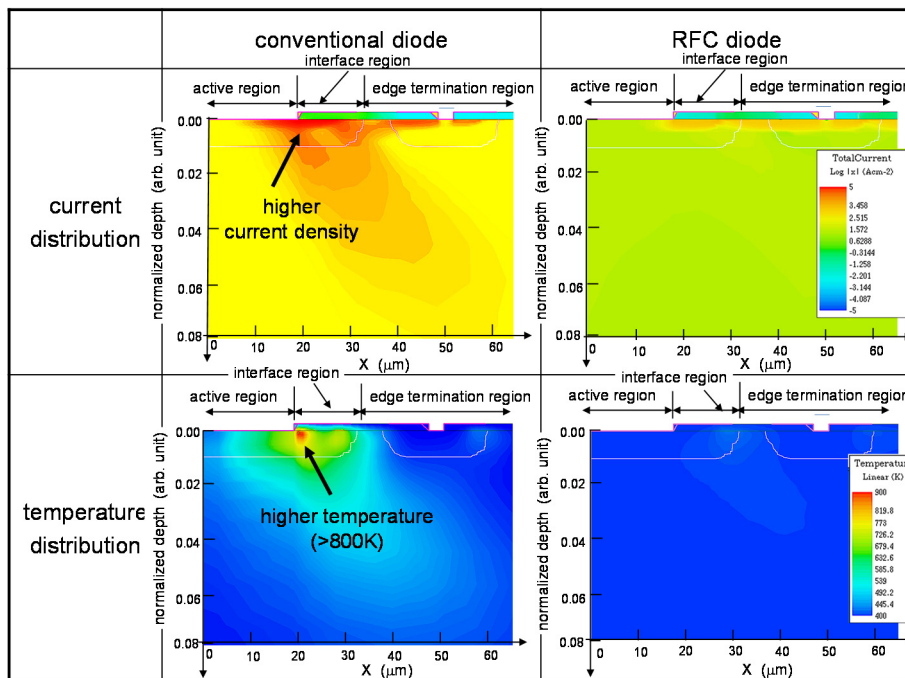 conventional diode
RFC diode
interface region
active region
edge termination region
interface region
active region
edge termination region
current
distribution
normalized depth (arb. unit)
0.00
0.02
0.04
0.06
0.08
higher
current density
0 10 20 30 40 50 60
X (μm)
normalized depth (arb. unit)
0.00
0.02
0.04
0.06
0.08
TotalCurrent
Log |x| (Acm-2)
5
3.458
2.515
1.572
0.6288
-0.3144
-1.258
-2.201
-3.144
-4.087
-5
0 10 20 30 40 50 60
X (μm)
temperature
distribution
interface region
active region
edge termination region
normalized depth (arb. unit)
0.00
0.02
0.04
0.06
0.08
higher temperature
(>800K)
0 10 20 30 40 50 60
X (μm)
interface region
active region
edge termination region
normalized depth (arb. unit)
0.00
0.02
0.04
0.06
0.08
Temperatur
Linear (K)
900
819.8
773
726.2
679.4
632.6
585.8
539
492.2
445.4
400
0 10 20 30 40 50 60
X (μm)